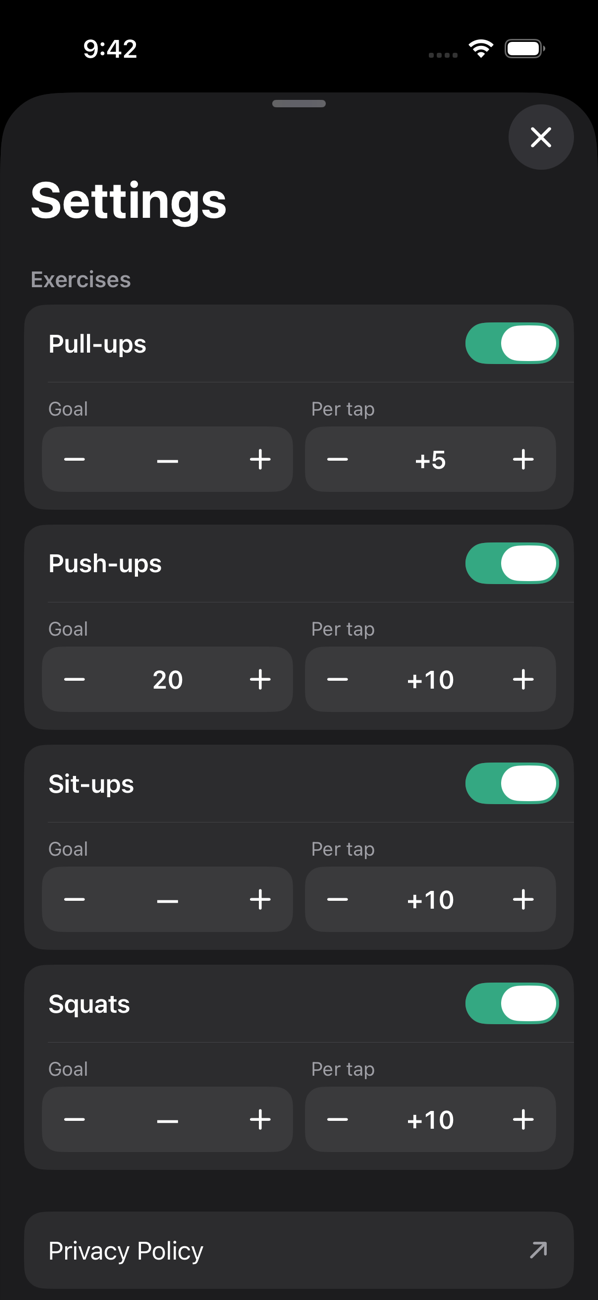 9:42
Settings
Exercises
Pull-ups
Goal Per tap
— +5
Push-ups
Goal Per tap
20 +10
Sit-ups
Goal Per tap
— +10
Squats
Goal Per tap
— +10
Privacy Policy